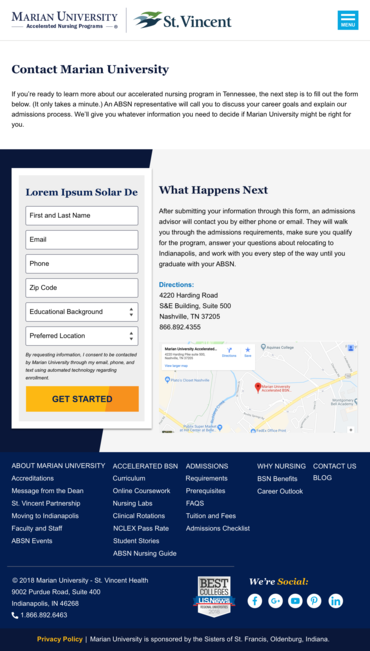 MARIAN UNIVERSITY
Accelerated Nursing Programs
St.Vincent
MENU
Contact Marian University
If you're ready to learn more about our accelerated nursing program in Tennessee, the next step is to fill out the form
below. (It only takes a minute.) An ABSN representative will call you to discuss your career goals and explain our
admissions process. We'll give you whatever information you need to decide if Marian University might be right for
you.
Lorem Ipsum Solar De
First and Last Name
Email
Phone
Zip Code
Educational Background
Preferred Location
By requesting information, I consent to be contacted
by Marian University through my email, phone, and
text using automated technology regarding
enrollment.
GET STARTED
What Happens Next
After submitting your information through this form, an admissions
advisor will contact you by either phone or email. They will walk
you through the admissions requirements, make sure you qualify
for the program, answer your questions about relocating to
Indianapolis, and work with you every step of the way until you
graduate with your ABSN.
Directions:
4220 Harding Road
S&E Building, Suite 500
Nashville, TN 37205
866.892.4355
Marian University Accelerated...
Directions
Save
View larger map
Aquinas College
Marian University
Accelerated BSN
Montgomery
Bell Academy
FedEx Office Print
ABOUT MARIAN UNIVERSITY
Accreditations
Message from the Dean
St. Vincent Partnership
Moving to Indianapolis
Faculty and Staff
ABSN Events
ACCELERATED BSN
Curriculum
Online Coursework
Nursing Labs
Clinical Rotations
NCLEX Pass Rate
Student Stories
ABSN Nursing Guide
ADMISSIONS
Requirements
Prerequisites
FAQS
Tuition and Fees
Admissions Checklist
WHY NURSING
BSN Benefits
Career Outlook
CONTACT US
BLOG
© 2018 Marian University - St. Vincent Health
9002 Purdue Road, Suite 400
Indianapolis, IN 46268
1.866.892.6463
BEST
COLLEGES
U.S.News
We're Social:
Privacy Policy | Marian University is sponsored by the Sisters of St. Francis, Oldenburg, Indiana.